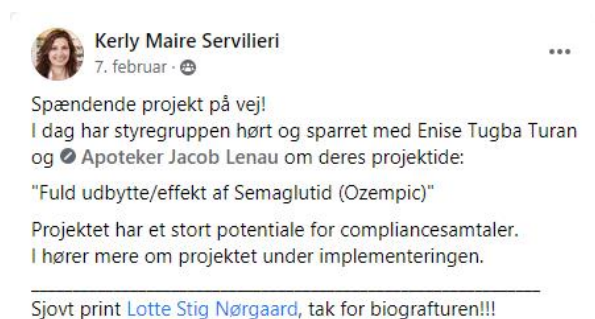 Kerly Maire Servilieri
7. februar ·
Spændende projekt på vej!
I dag har styregruppen hørt og sparret med Enise Tugba Turan
og Apoteker Jacob Lenau om deres projektide:
"Fuld udbytte/effekt af Semaglutid (Ozempic)"
Projektet har et stort potentiale for compliancesamtaler.
I hører mere om projektet under implementeringen.
Sjovt print Lotte Stig Nørgaard, tak for biografturen!!!